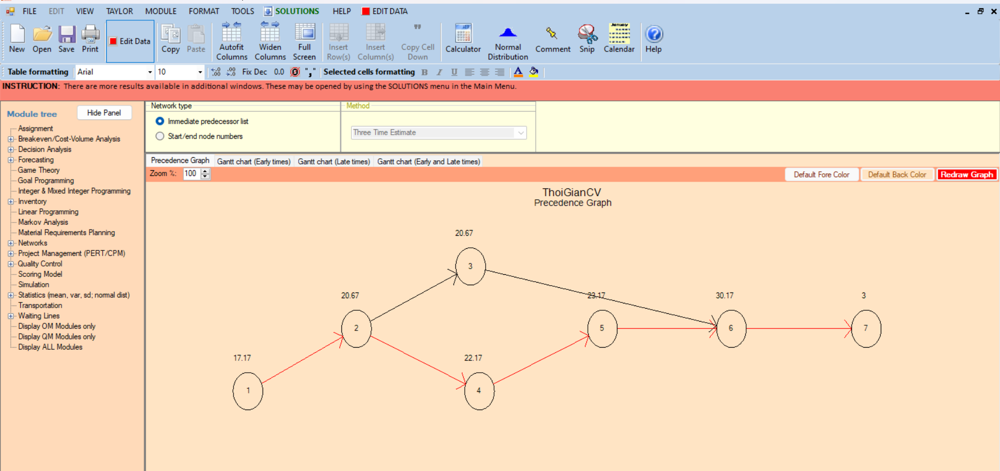 FILE EDIT VIEW TAYLOR MODULE FORMAT TOOLS SOLUTIONS HELP EDIT DATA
New Open Save Print Edit Data Copy Paste Autofit Columns Widen Columns Full Screen Insert Row(s) Insert Column(s) Copy Cell Down Calculator Normal Distribution Comment Snip Calendar Help
January
Table formatting Arial 10 Fix Dec 0.0 "," Selected cells formatting B I U A
INSTRUCTION: There are more results available in additional windows. These may be opened by using the SOLUTIONS menu in the Main Menu.
Module tree Hide Panel
Assignment
Breakeven/Cost-Volume Analysis
Decision Analysis
Forecasting
Game Theory
Goal Programming
Integer & Mixed Integer Programming
Inventory
Linear Programming
Markov Analysis
Material Requirements Planning
Networks
Project Management (PERT/CPM)
Quality Control
Scoring Model
Simulation
Statistics (mean, var, sd; normal dist)
Transportation
Waiting Lines
Display OM Modules only
Display QM Modules only
Display ALL Modules
Network type
Immediate predecessor list
Start/end node numbers
Method
Three Time Estimate
Precedence Graph Gantt chart (Early times) Gantt chart (Late times) Gantt chart (Early and Late times)
Zoom %: 100 Default Fore Color Default Back Color Redraw Graph
ThoiGianCV
Precedence Graph
20.67
3
20.67 23.17 30.17 3
2 5 6 7
17.17 22.17
1 4